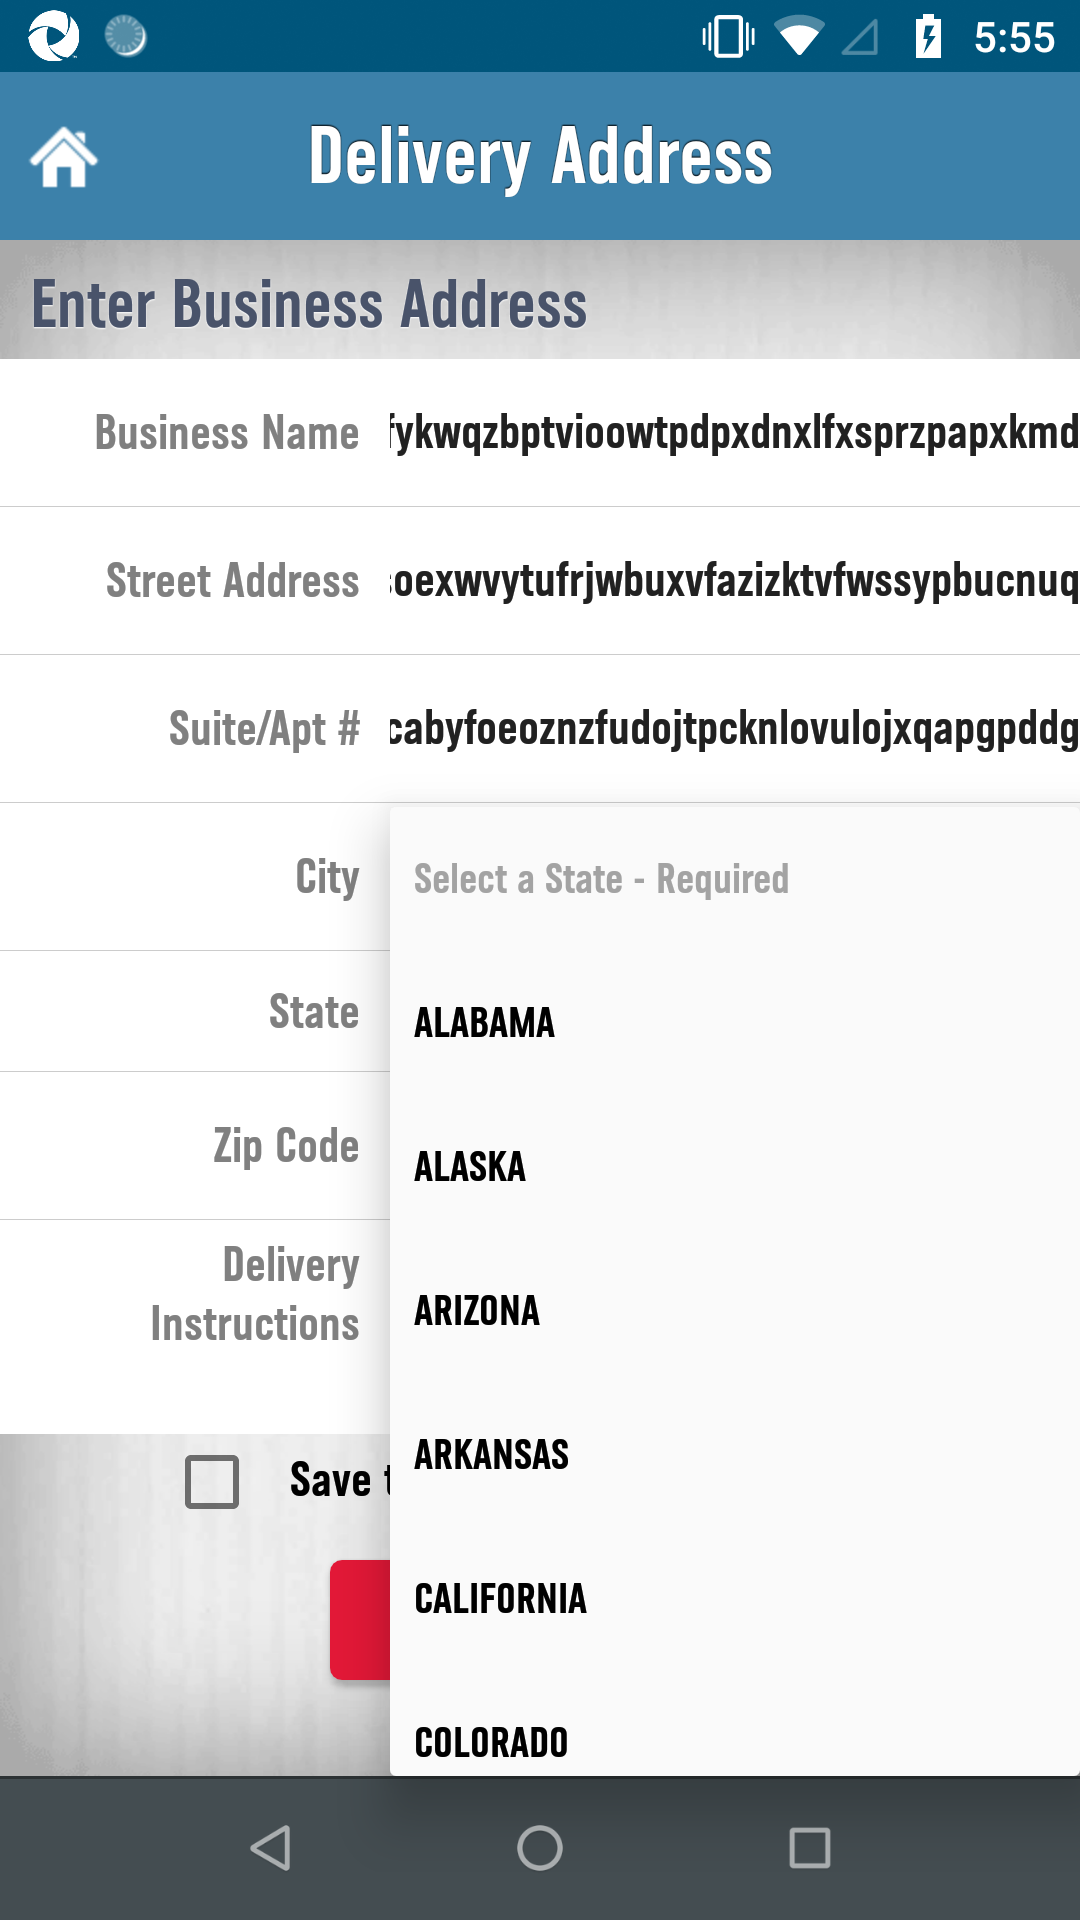 5:55
Delivery Address
Enter Business Address
Business Name fykwqzbptvioowtpdpxdnxlfxsprzpapxkmd
Street Address oexwvytufrjwbuxvfazizktvfwssypbucnuq
Suite/Apt # cabyfoeoznzfudojtpcknlovulojxqapgpddg
City
Select a State - Required
ALABAMA
State
ALASKA
Zip Code
ARIZONA
Delivery
Instructions
ARKANSAS
Save
CALIFORNIA
COLORADO